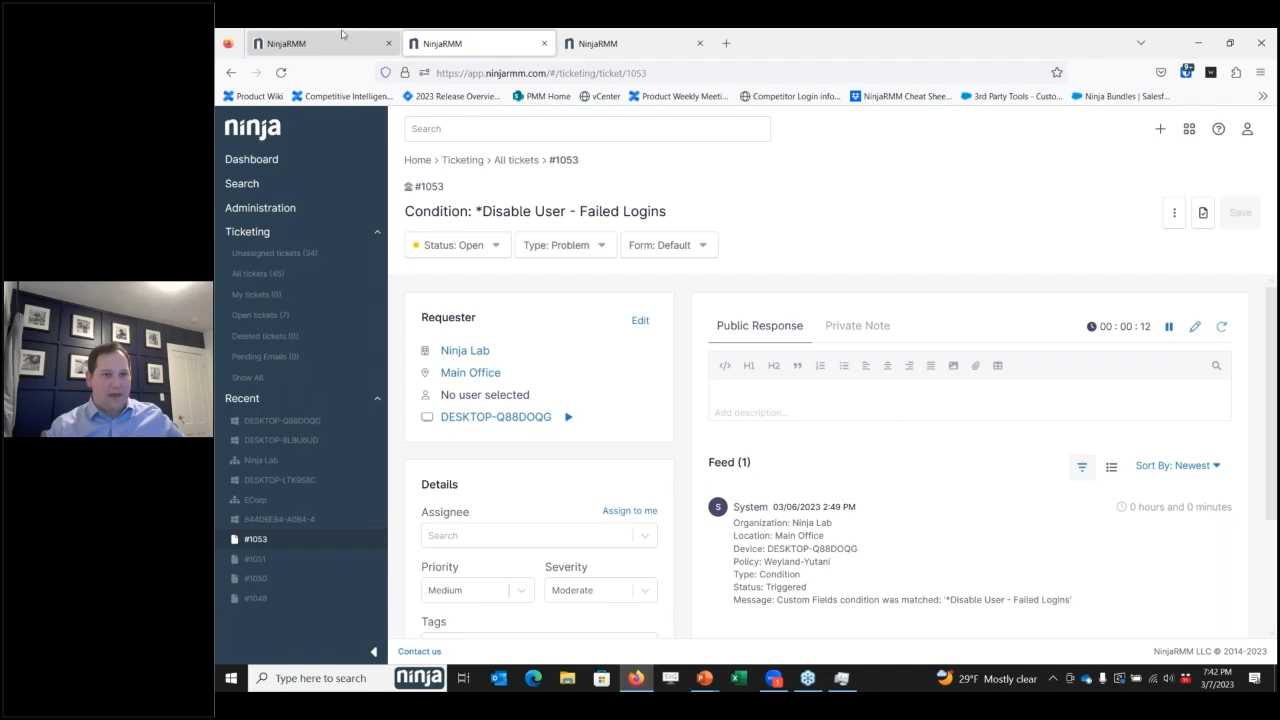 NinjaRMM
NinjaRMM
NinjaRMM
https://app.ninjarmm.com/#/ticketing/ticket/1053
Product Wiki
Competitive Intelligen...
2023 Release Overvie...
PMM Home
vCenter
Product Weekly Meeti...
Competitor Login info...
NinjaRMM Cheat Shee...
3rd Party Tools - Custo...
Ninja Bundles | Salesf...
ninja
Dashboard
Search
Administration
Ticketing
Unassigned tickets (34)
All tickets (45)
My tickets (0)
Open tickets (7)
Deleted tickets (0)
Pending Emails (0)
Show All
Recent
DESKTOP-Q88DOQG
DESKTOP-8LBU6UD
Ninja Lab
DESKTOP-LTK9S8C
ECorp
844D6E84-A0B4-4
#1053
#1051
#1050
#1048
Search
Home > Ticketing > All tickets > #1053
#1053
Condition: *Disable User - Failed Logins
Save
Status: Open
Type: Problem
Form: Default
Requester
Edit
Ninja Lab
Main Office
No user selected
DESKTOP-Q88DOQG
Details
Assignee
Assign to me
Search
Priority
Severity
Medium
Moderate
Tags
Public Response
Private Note
00 : 00 : 12
H1
H2
Add description...
Feed (1)
Sort By: Newest
S
System 03/06/2023 2:49 PM
0 hours and 0 minutes
Organization: Ninja Lab
Location: Main Office
Device: DESKTOP-Q88DOQG
Policy: Weyland-Yutani
Type: Condition
Status: Triggered
Message: Custom Fields condition was matched: '*Disable User - Failed Logins'
Contact us
NinjaRMM LLC © 2014-2023
Type here to search
ninja
29°F Mostly clear
7:42 PM
3/7/2023